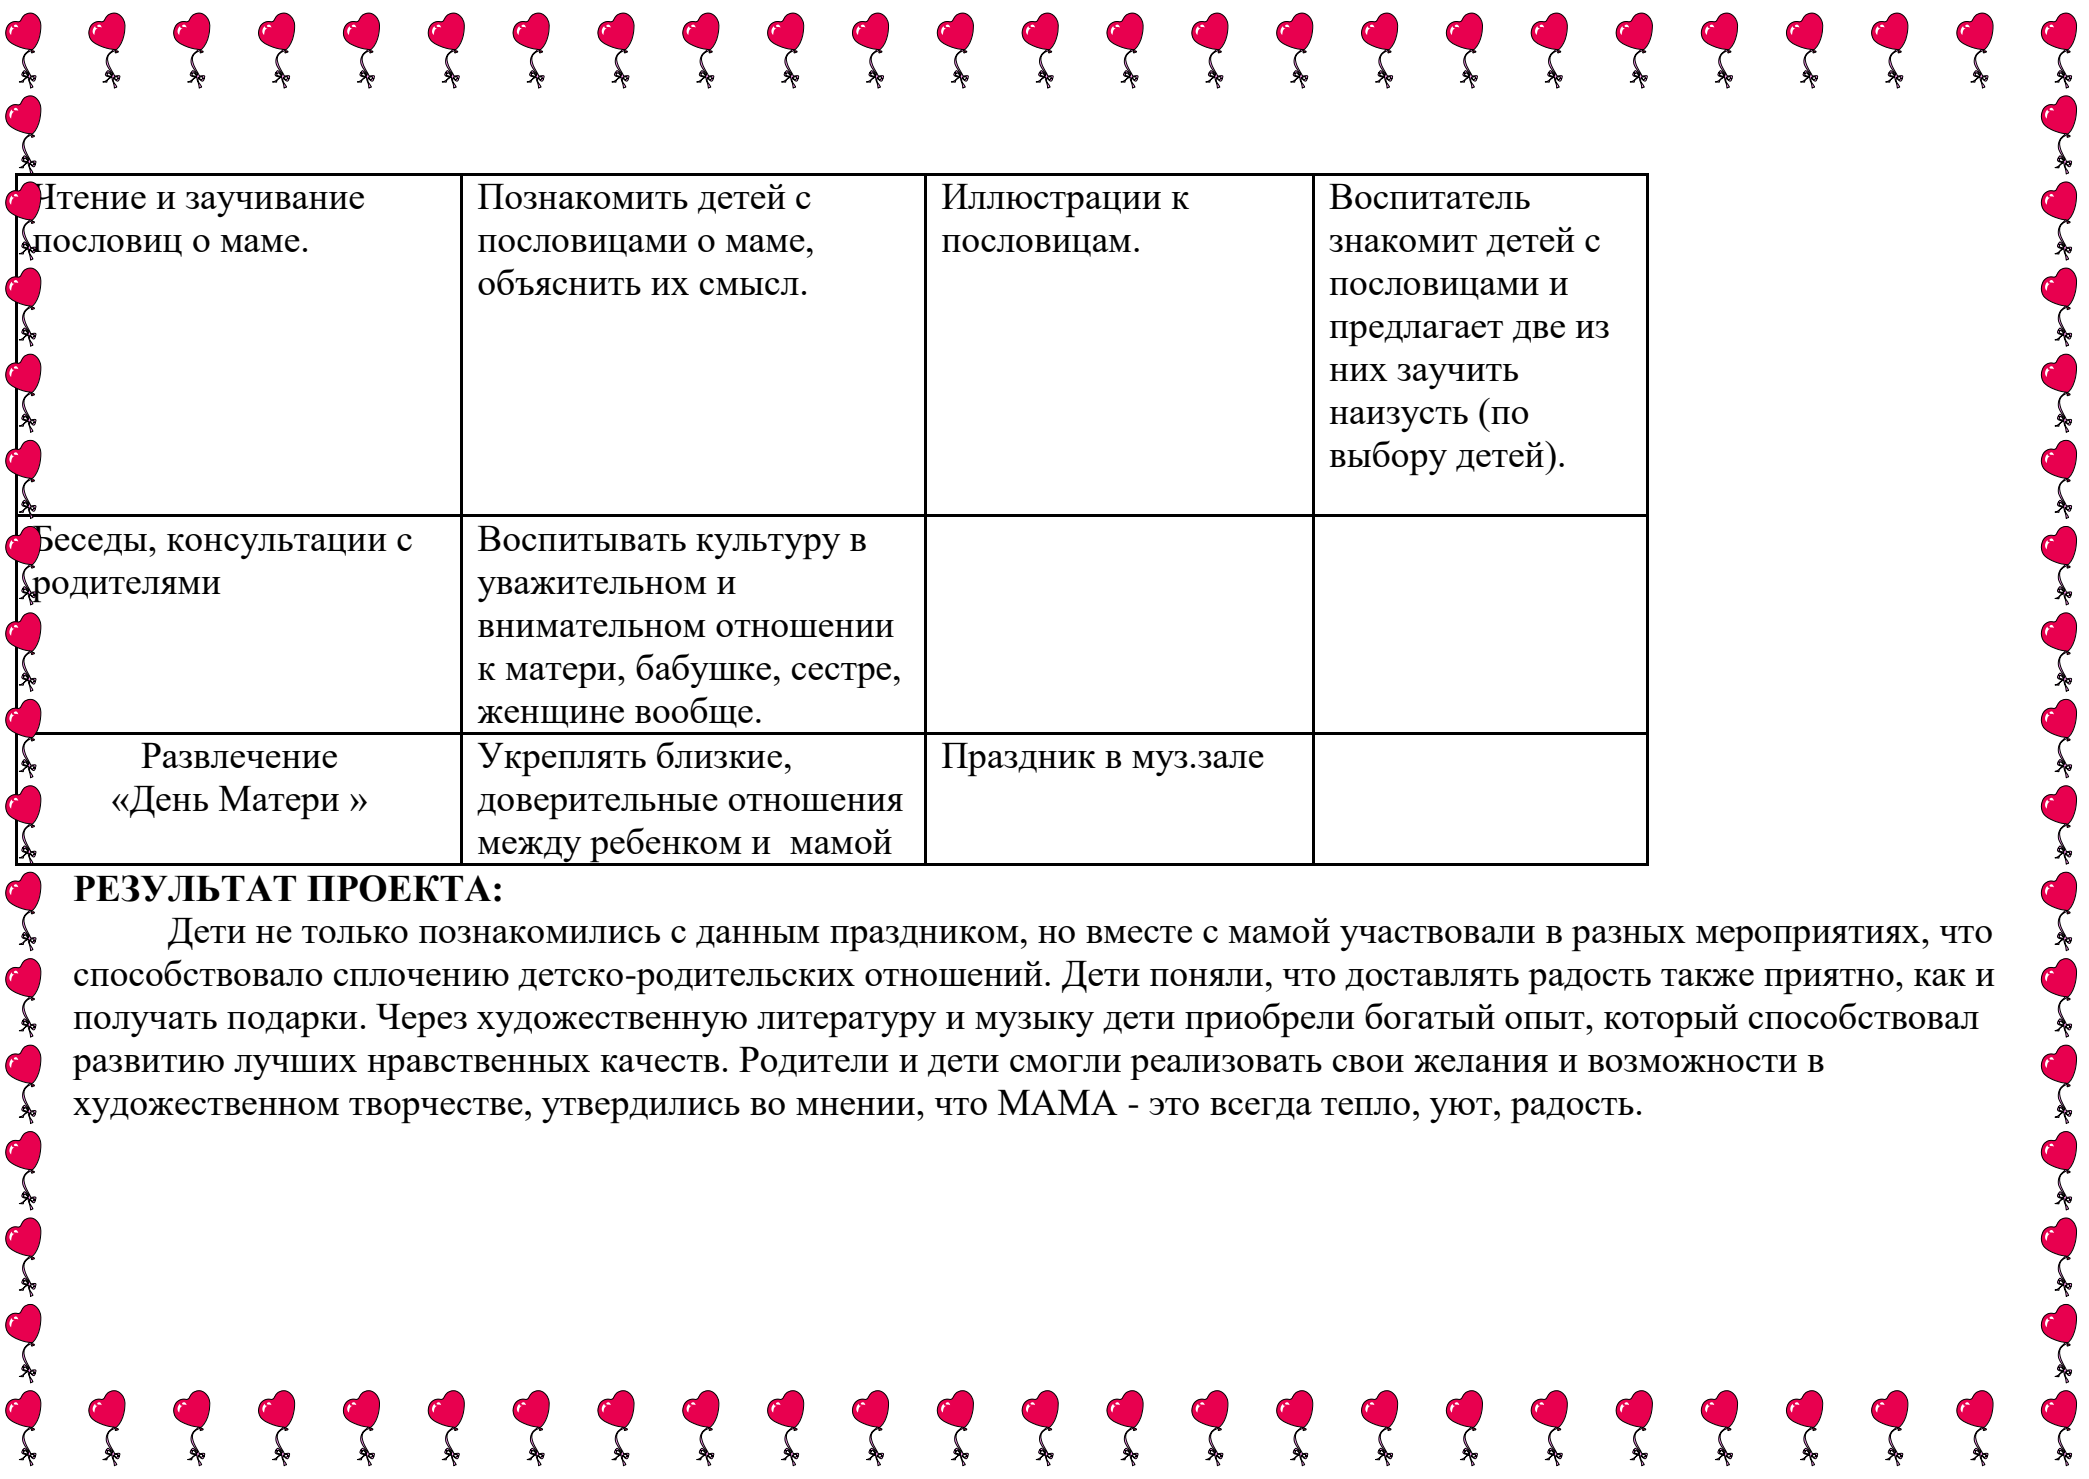 Чтение и заучивание
пословиц о маме.
Познакомить детей с
пословицами о маме,
объяснить их смысл.
Иллюстрации к
пословицам.
Воспитатель
знакомит детей с
пословицами и
предлагает две из
них заучить
наизусть (по
выбору детей).
Беседы, консультации с
родителями
Воспитывать культуру в
уважительном и
внимательном отношении
к матери, бабушке, сестре,
женщине вообще.
Развлечение
«День Матери »
Укреплять близкие,
доверительные отношения
между ребенком и  мамой
Праздник в муз.зале
РЕЗУЛЬТАТ ПРОЕКТА:
Дети не только познакомились с данным праздником, но вместе с мамой участвовали в разных мероприятиях, что
способствовало сплочению детско-родительских отношений. Дети поняли, что доставлять радость также приятно, как и
получать подарки. Через художественную литературу и музыку дети приобрели богатый опыт, который способствовал
развитию лучших нравственных качеств. Родители и дети смогли реализовать свои желания и возможности в
художественном творчестве, утвердились во мнении, что МАМА - это всегда тепло, уют, радость.